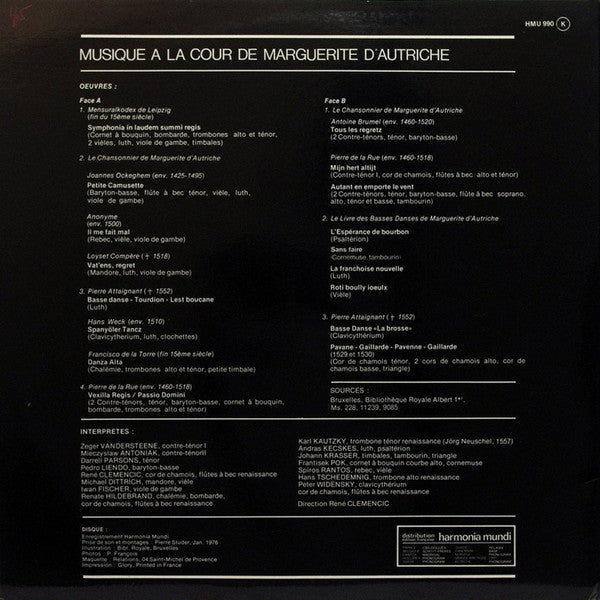 HMU 990 K
MUSIQUE A LA COUR DE MARGUERITE D'AUTRICHE
OEUVRES :
Face A
1. Mensuralkodex de Leipzig
(fin du 15ème siècle)
Symphonia in laudem summi regis
(Cornet à bouquin, bombarde, trombones alto et ténor,
2 vièles, luth, viole de gambe, timbales)
2. Le Chansonnier de Marguerite d'Autriche
Joannes Ockeghem (env. 1425-1495)
Petite Camusette
(Baryton-basse, flûte à bec ténor, vièle, luth,
viole de gambe)
Anonyme
(env. 1500)
Il me fait mal
(Rebec, vièle, viole de gambe)
Loyset Compère († 1518)
Vat'ens, regret
(Mandore, luth, viole de gambe)
3. Pierre Attaignant († 1552)
Basse danse - Tourdion - Lest boucane
(Luth)
Hans Weck (env. 1510)
Spanyöler Tancz
(Clavicytherium, luth, clochettes)
Francisco de la Torre (fin 15ème siècle)
Danza Alta
(Chalémie, trombones alto et ténor, petite timbale)
4. Pierre de la Rue (env. 1460-1518)
Vexilla Regis / Passio Domini
(2 Contre-ténors, ténor, baryton-basse, cornet à bouquin,
bombarde, trombones alto et ténor)
Face B
1. Le Chansonnier de Marguerite d'Autriche
Antoine Brumel (env. 1460-1520)
Tous les regretz
(2 Contre-ténors, ténor, baryton-basse)
Pierre de la Rue (env. 1460-1518)
Mijn hert altijt
(Contre-ténor I, cor de chamois, flûtes à bec alto et ténor)
Autant en emporte le vent
(2 Contre-ténors, ténor, baryton-basse, flûte à bec soprano,
alto, ténor et basse, tambourin)
2. Le Livre des Basses Danses de Marguerite d'Autriche
L'Espérance de bourbon
(Psaltérion)
Sans faire
(Cornemuse, tambourin)
La franchoise nouvelle
(Luth)
Roti boully ioeulx
(Vièle)
3. Pierre Attaignant († 1552)
Basse Danse «La brosse»
(Clavicythérium)
Pavane - Gaillarde - Pavenne - Gaillarde
(1529 et 1530)
(Cor de chamois ténor, 2 cors de chamois alto, cor de
chamois basse, triangle)
SOURCES :
Bruxelles, Bibliothèque Royale Albert 1er.
Ms. 228, 11239, 9085
INTERPRETES :
Zeger VANDERSTEENE, contre-ténor I
Mieczyslaw ANTONIAK, contre-ténorII
Darrell PARSONS, ténor
Pedro LIENDO, baryton-basse
René CLEMENCIC, cor de chamois, flûtes à bec renaissance
Michael DITTRICH, mandore, vièle
Iwan FISCHER, viole de gambe
Renate HILDEBRAND, chalémie, bombarde,
cor de chamois, flûtes à bec renaissance
Karl KAUTZKY, trombone ténor renaissance (Jörg Neuschel, 1557)
Andras KECSKES, luth, psaltérion
Johann KRASSER, timbales, tambourin, triangle
Frantisek POK, cornet à bouquin courbe alto, cornemuse
Spiros RANTOS, rebec, vièle
Hans TSCHEDEMNIG, trombone alto renaissance
Peter WIDENSKY, clavicythérium
cor de chamois, flûtes à bec renaissance
Direction René CLEMENCIC
DISQUE :
Enregistrement Harmonia Mundi
Prise de son et montages : Pierre Studer, Jan. 1976
Illustration : Bibl. Royale, Bruxelles
Photos : P. François
Maquette : Relations, 04 Saint-Michel de Provence
Impression : Glory, Printed in France
distribution
édition française
harmonia mundi